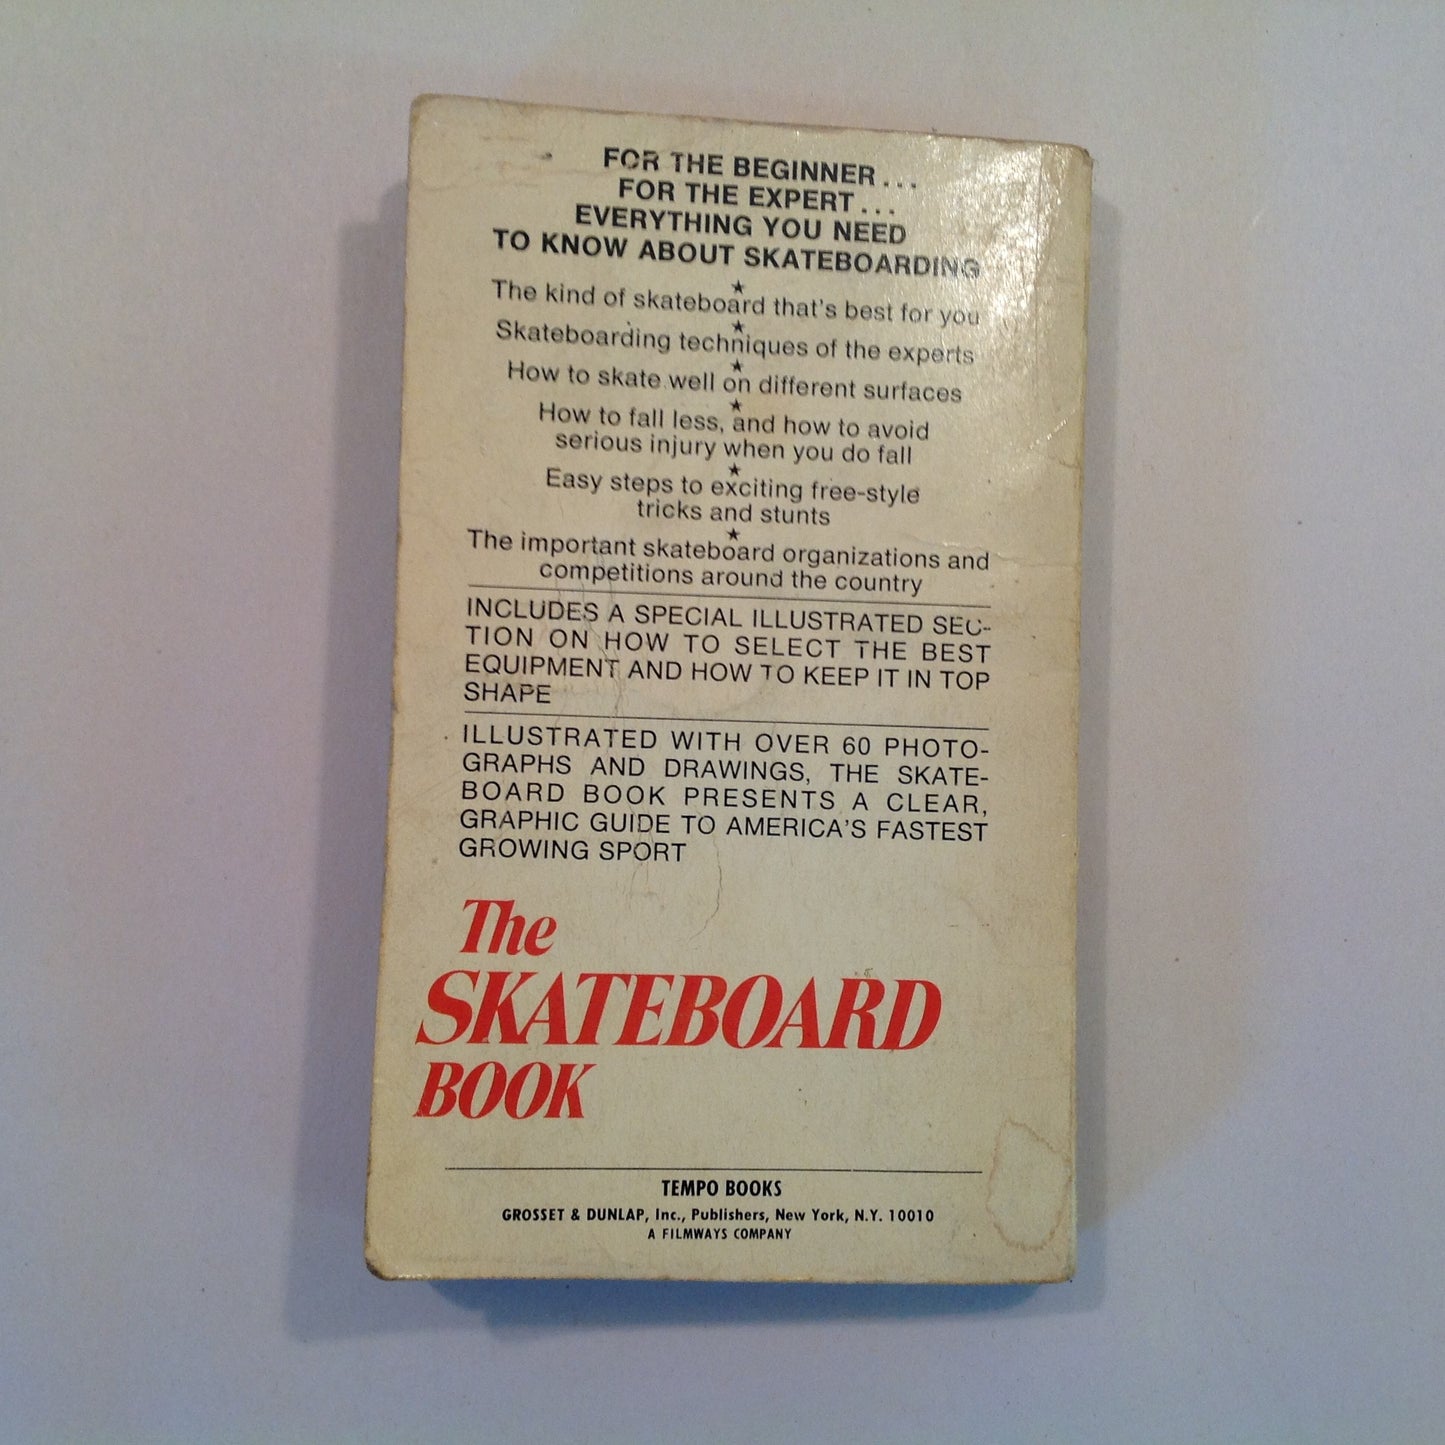 FOR THE BEGINNER...
FOR THE EXPERT...
EVERYTHING YOU NEED
TO KNOW ABOUT SKATEBOARDING
★
The kind of skateboard that's best for you
★
Skateboarding techniques of the experts
★
How to skate well on different surfaces
★
How to fall less, and how to avoid
serious injury when you do fall
★
Easy steps to exciting free-style
tricks and stunts
★
The important skateboard organizations and
competitions around the country
INCLUDES A SPECIAL ILLUSTRATED SEC-
TION ON HOW TO SELECT THE BEST
EQUIPMENT AND HOW TO KEEP IT IN TOP
SHAPE
ILLUSTRATED WITH OVER 60 PHOTO-
GRAPHS AND DRAWINGS, THE SKATE-
BOARD BOOK PRESENTS A CLEAR,
GRAPHIC GUIDE TO AMERICA'S FASTEST
GROWING SPORT
The
SKATEBOARD
BOOK
TEMPO BOOKS
GROSSET & DUNLAP, Inc., Publishers, New York, N.Y. 10010
A FILMWAYS COMPANY